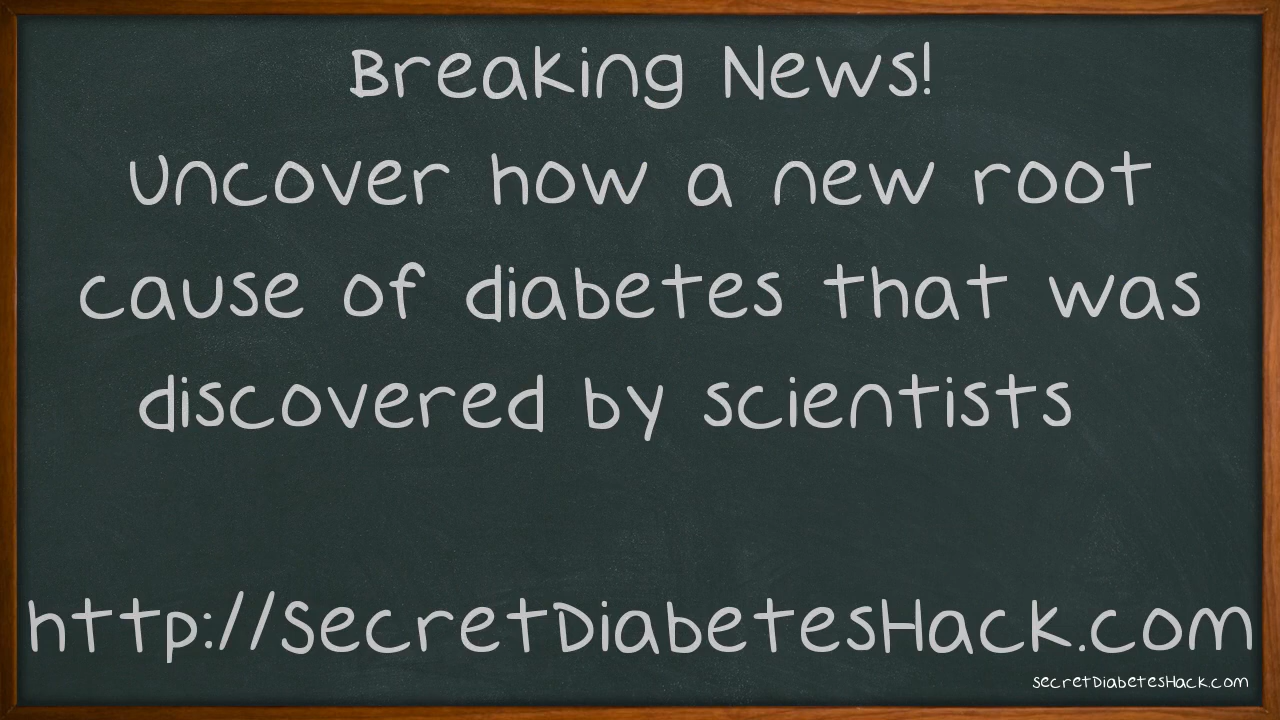 Breaking News!
Uncover how a new root
cause of diabetes that was
discovered by scientists
http://SecretDiabetesHack.com
SecretDiabetesHack.com